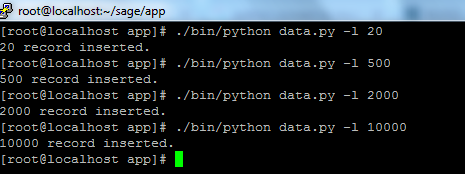 root@localhost:~/sage/app
[root@localhost app]# ./bin/python data.py -l 20
20 record inserted.
[root@localhost app]# ./bin/python data.py -l 500
500 record inserted.
[root@localhost app]# ./bin/python data.py -l 2000
2000 record inserted.
[root@localhost app]# ./bin/python data.py -l 10000
10000 record inserted.
[root@localhost app]#